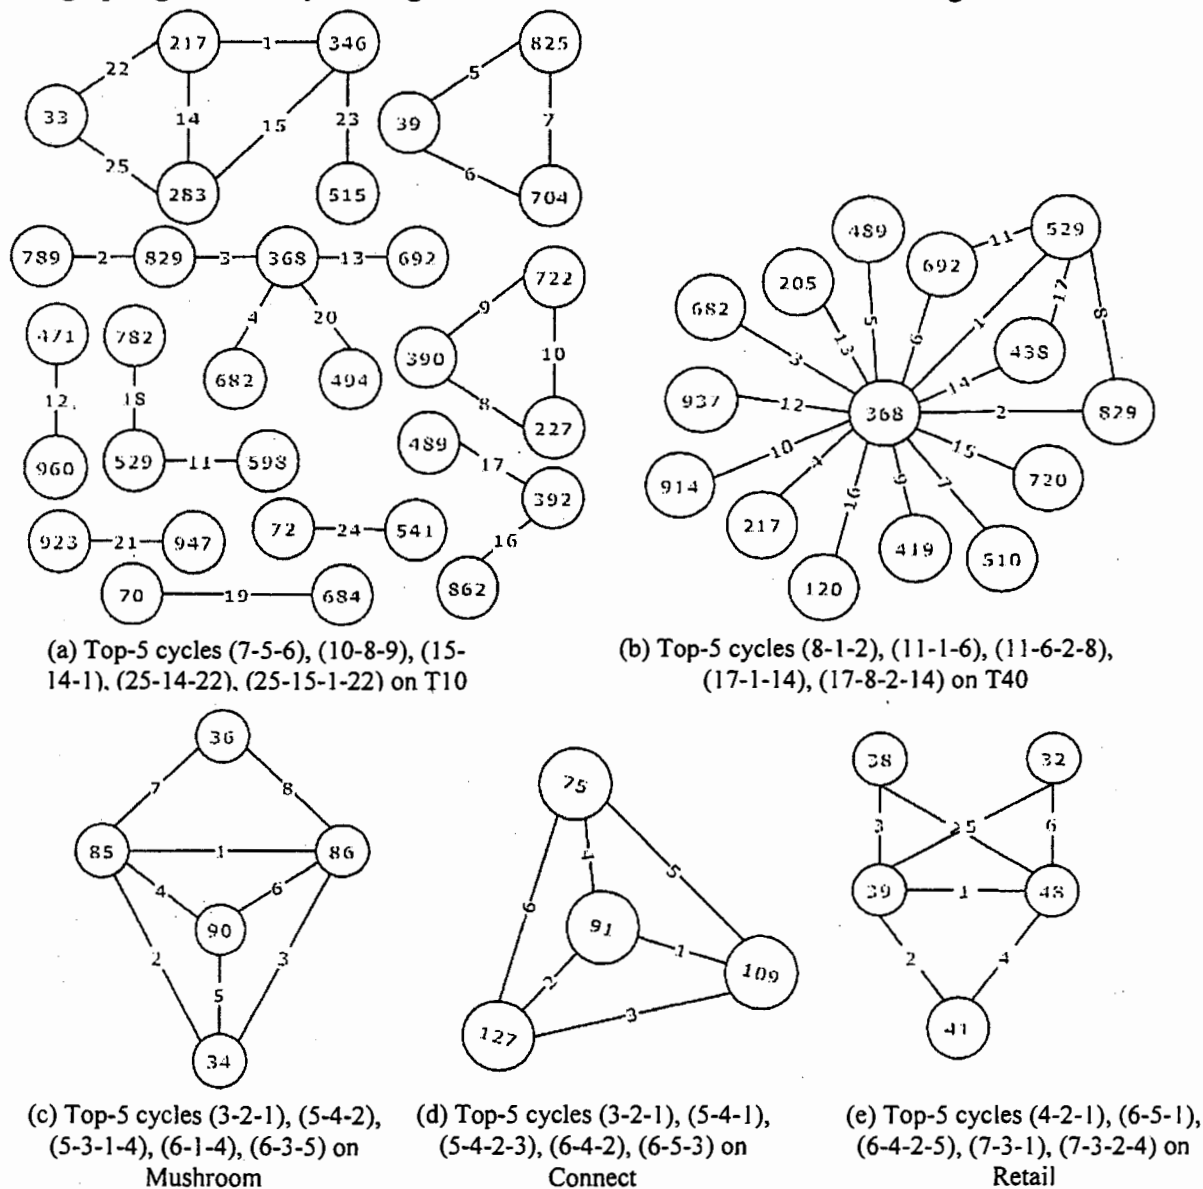 217 1 346 825
22 5
33 14 15 23 39 7
25 6
283 515 704
789 2 829 3 368 13 692
4 20
682 494
471 782
12 18
960 529 11 598
722
9
390 10
8
227
489
17
392
16
862
923 21 947 72 24 541
70 19 684
(a) Top-5 cycles (7-5-6), (10-8-9), (15-
14-1), (25-14-22), (25-15-1-22) on T10
489 529
692 11
205
682 5 17 8
13 6 1 438
3
937 12 368 14
2 829
10 15
914 4 720
217 16 9 7
419 510
120
(b) Top-5 cycles (8-1-2), (11-1-6), (11-6-2-8),
(17-1-14), (17-8-2-14) on T40
36
7 8
85 1 86
4 6
90
2 3
5
34
(c) Top-5 cycles (3-2-1), (5-4-2),
(5-3-1-4), (6-1-4), (6-3-5) on
Mushroom
75
4 5
6
91 1
109
2
127 3
(d) Top-5 cycles (3-2-1), (5-4-1),
(5-4-2-3), (6-4-2), (6-5-3) on
Connect
38 32
3 5 6
39 1 48
2 4
41
(e) Top-5 cycles (4-2-1), (6-5-1),
(6-4-2-5), (7-3-1), (7-3-2-4) on
Retail